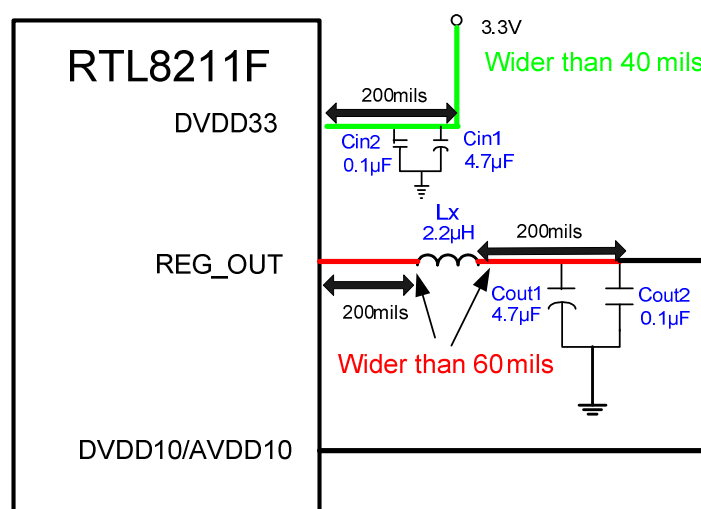 RTL8211F
3.3V
Wider than 40 mils
200mils
DVDD33
Cin2
0.1µF
Cin1
4.7µF
Lx
2.2µH
200mils
REG_OUT
200mils
Cout1
4.7µF
Cout2
0.1µF
Wider than 60 mils
DVDD10/AVDD10